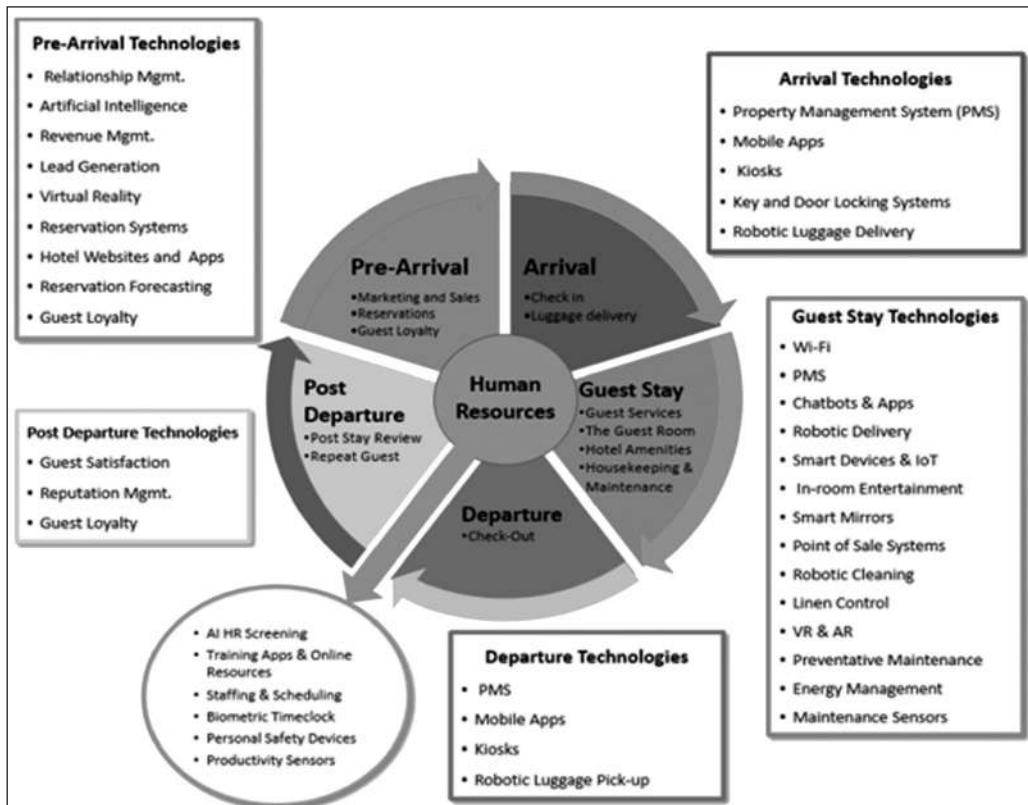 Pre-Arrival Technologies
• Relationship Mgmt.
• Artificial Intelligence
• Revenue Mgmt.
• Lead Generation
• Virtual Reality
• Reservation Systems
• Hotel Websites and Apps
• Reservation Forecasting
• Guest Loyalty
Arrival Technologies
• Property Management System (PMS)
• Mobile Apps
• Kiosks
• Key and Door Locking Systems
• Robotic Luggage Delivery
Pre-Arrival
•Marketing and Sales
•Reservations
•Guest Loyalty
Arrival
•Check in
•Luggage delivery
Human
Resources
Guest Stay
•Guest Services
•The Guest Room
•Hotel Amenities
•Housekeeping &
Maintenance
Departure
•Check-Out
Post
Departure
•Post Stay Review
•Repeat Guest
Guest Stay Technologies
• Wi-Fi
• PMS
• Chatbots & Apps
• Robotic Delivery
• Smart Devices & IoT
• In-room Entertainment
• Smart Mirrors
• Point of Sale Systems
• Robotic Cleaning
• Linen Control
• VR & AR
• Preventative Maintenance
• Energy Management
• Maintenance Sensors
Post Departure Technologies
• Guest Satisfaction
• Reputation Mgmt.
• Guest Loyalty
• AI HR Screening
• Training Apps & Online
Resources
• Staffing & Scheduling
• Biometric Timeclock
• Personal Safety Devices
• Productivity Sensors
Departure Technologies
• PMS
• Mobile Apps
• Kiosks
• Robotic Luggage Pick-up